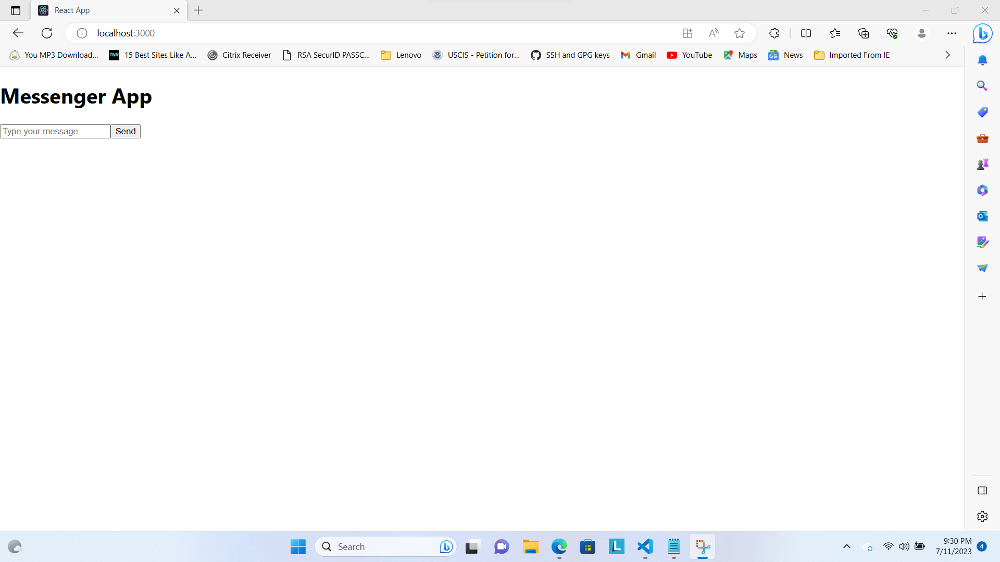 React App
localhost:3000
You MP3 Download...
TNV 15 Best Sites Like A...
Citrix Receiver
RSA SecurID PASSC...
Lenovo
USCIS - Petition for...
SSH and GPG keys
Gmail
YouTube
Maps
News
Imported From IE
Messenger App
Type your message...
Send
Search
9:30 PM
7/11/2023
4